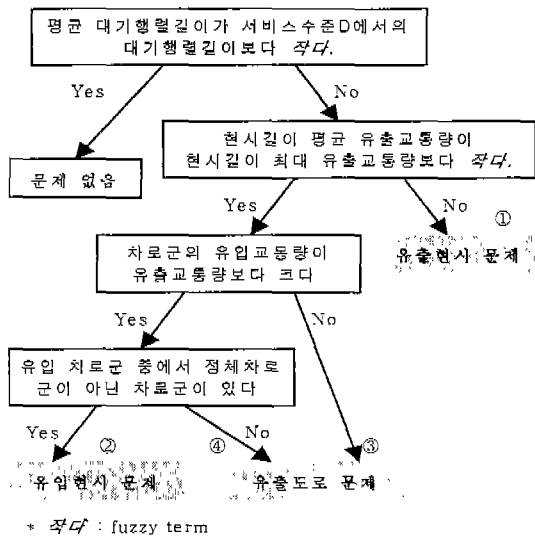 평균 대기행렬길이가 서비스수준D에서의
대기행렬길이보다 작다.
Yes
No
문제 없음
현시길이 평균 유출교통량이
현시길이 최대 유출교통량보다 작다.
Yes
No
①
유출현시 문제
차로군의 유입교통량이
유출교통량보다 크다
Yes
No
유입 차로군 중에서 정체차로
군이 아닌 차로군이 있다
Yes
②
④
No
③
유입현시 문제
유출도로 문제
* 작다 : fuzzy term